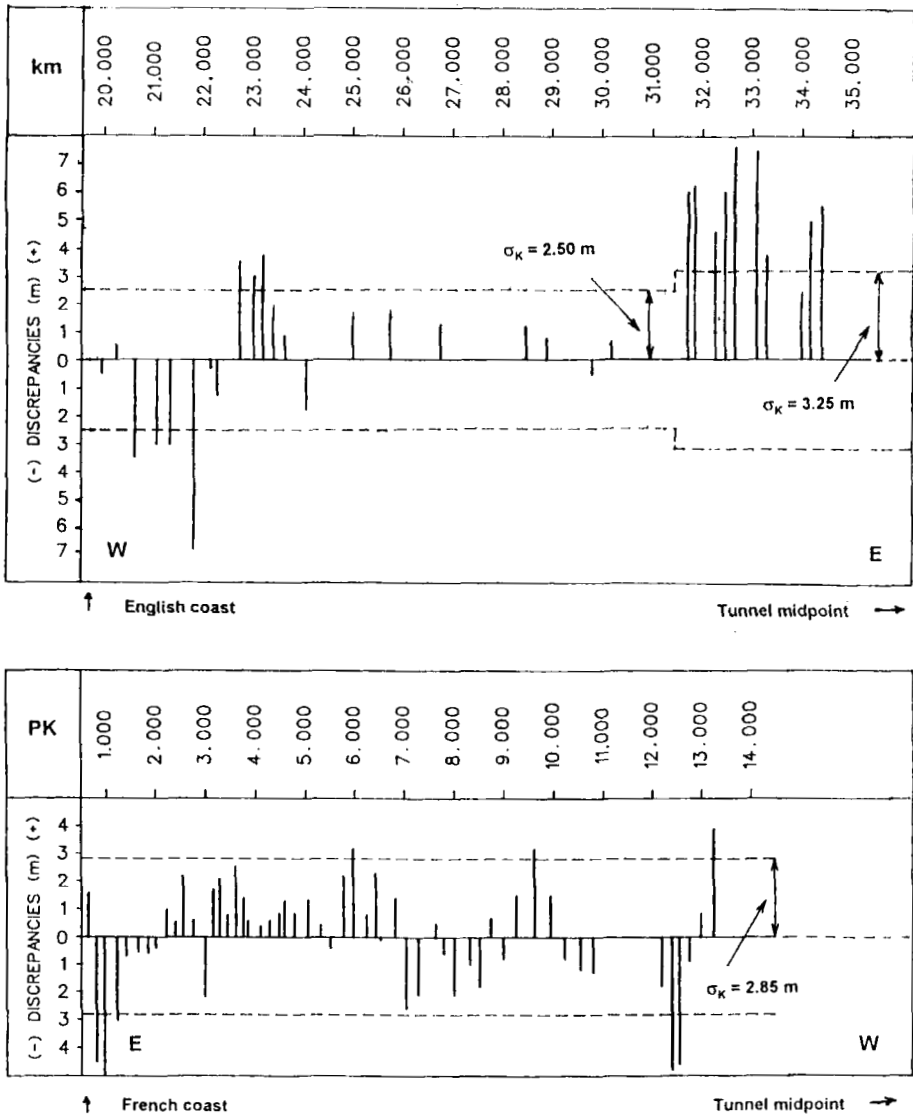 km
20.000 21.000 22.000 23.000 24.000 25.000 26.000 27.000 28.000 29.000 30.000 31.000 32.000 33.000 34.000 35.000
(-) DISCREPANCIES (m) (+)
7
6
5
4
3
2
1
0
1
2
3
4
5
6
7
σK = 2.50 m
σK = 3.25 m
W E
↑ English coast Tunnel midpoint →
PK
1.000 2.000 3.000 4.000 5.000 6.000 7.000 8.000 9.000 10.000 11.000 12.000 13.000 14.000
(-) DISCREPANCIES (m) (+)
4
3
2
1
0
1
2
3
4
σK = 2.85 m
E W
↑ French coast Tunnel midpoint →